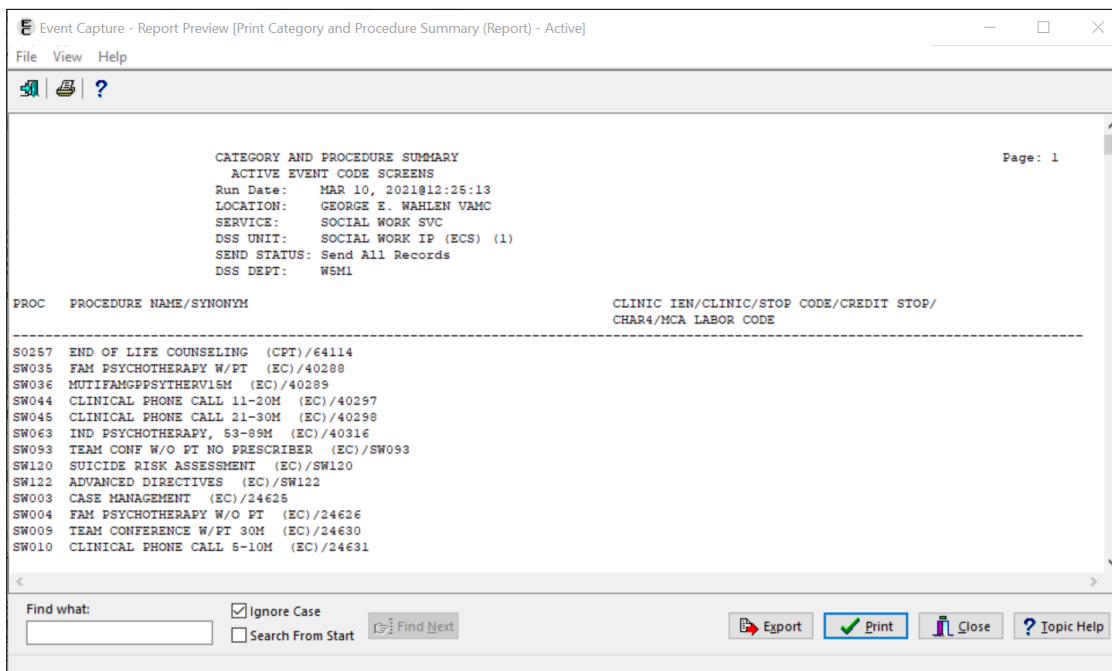 Event Capture - Report Preview [Print Category and Procedure Summary (Report) - Active]
File View Help
CATEGORY AND PROCEDURE SUMMARY Page: 1
ACTIVE EVENT CODE SCREENS
Run Date: MAR 10, 2021@12:25:13
LOCATION: GEORGE E. WAHLEN VAMC
SERVICE: SOCIAL WORK SVC
DSS UNIT: SOCIAL WORK IP (ECS) (1)
SEND STATUS: Send All Records
DSS DEPT: W5M1
PROC PROCEDURE NAME/SYNONYM CLINIC IEN/CLINIC/STOP CODE/CREDIT STOP/
CHAR4/MCA LABOR CODE
S0257 END OF LIFE COUNSELING (CPT)/64114
SW035 FAM PSYCHOTHERAPY W/PT (EC)/40288
SW036 MUTIFAMGPPSYTHERV15M (EC)/40289
SW044 CLINICAL PHONE CALL 11-20M (EC)/40297
SW045 CLINICAL PHONE CALL 21-30M (EC)/40298
SW063 IND PSYCHOTHERAPY, 53-89M (EC)/40316
SW093 TEAM CONF W/O PT NO PRESCRIBER (EC)/SW093
SW120 SUICIDE RISK ASSESSMENT (EC)/SW120
SW122 ADVANCED DIRECTIVES (EC)/SW122
SW003 CASE MANAGEMENT (EC)/24625
SW004 FAM PSYCHOTHERAPY W/O PT (EC)/24626
SW009 TEAM CONFERENCE W/PT 30M (EC)/24630
SW010 CLINICAL PHONE CALL 5-10M (EC)/24631
Find what:
Ignore Case
Search From Start
Find Next
Export
Print
Close
Topic Help